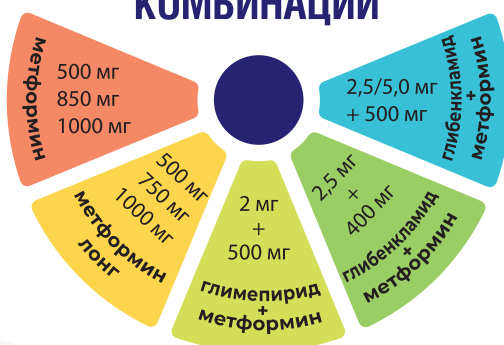 КОМБИНАЦИИ
метформин
500 мг
850 мг
1000 мг
500 мг
750 мг
1000 мг
метформин
лонг
2 мг
+
500 мг
глимепирид
+
метформин
2,5 мг
+
400 мг
глибенкламид
+
метформин
2,5/5,0 мг
+ 500 мг
глибенкламид
+
метформин